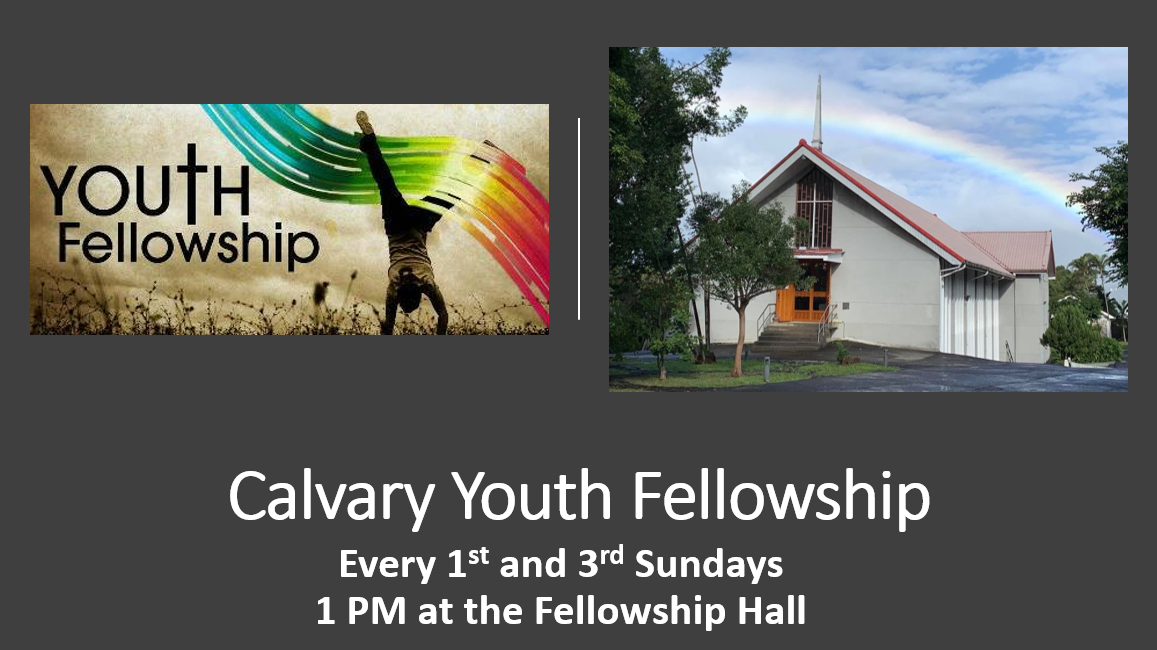 YOUTH
Fellowship
Calvary Youth Fellowship
Every 1st and 3rd Sundays
1 PM at the Fellowship Hall